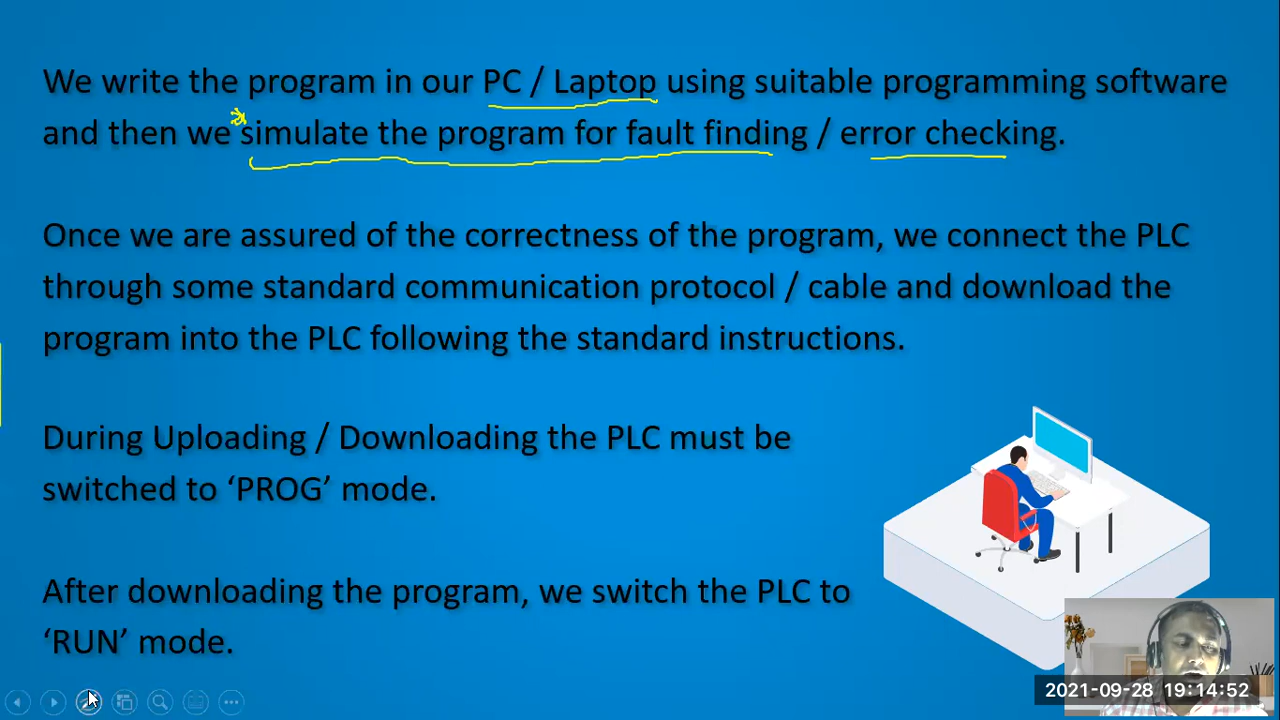 We write the program in our PC / Laptop using suitable programming software
and then we simulate the program for fault finding / error checking.
Once we are assured of the correctness of the program, we connect the PLC
through some standard communication protocol / cable and download the
program into the PLC following the standard instructions.
During Uploading / Downloading the PLC must be
switched to ‘PROG’ mode.
After downloading the program, we switch the PLC to
‘RUN’ mode.
2021-09-28 19:14:52